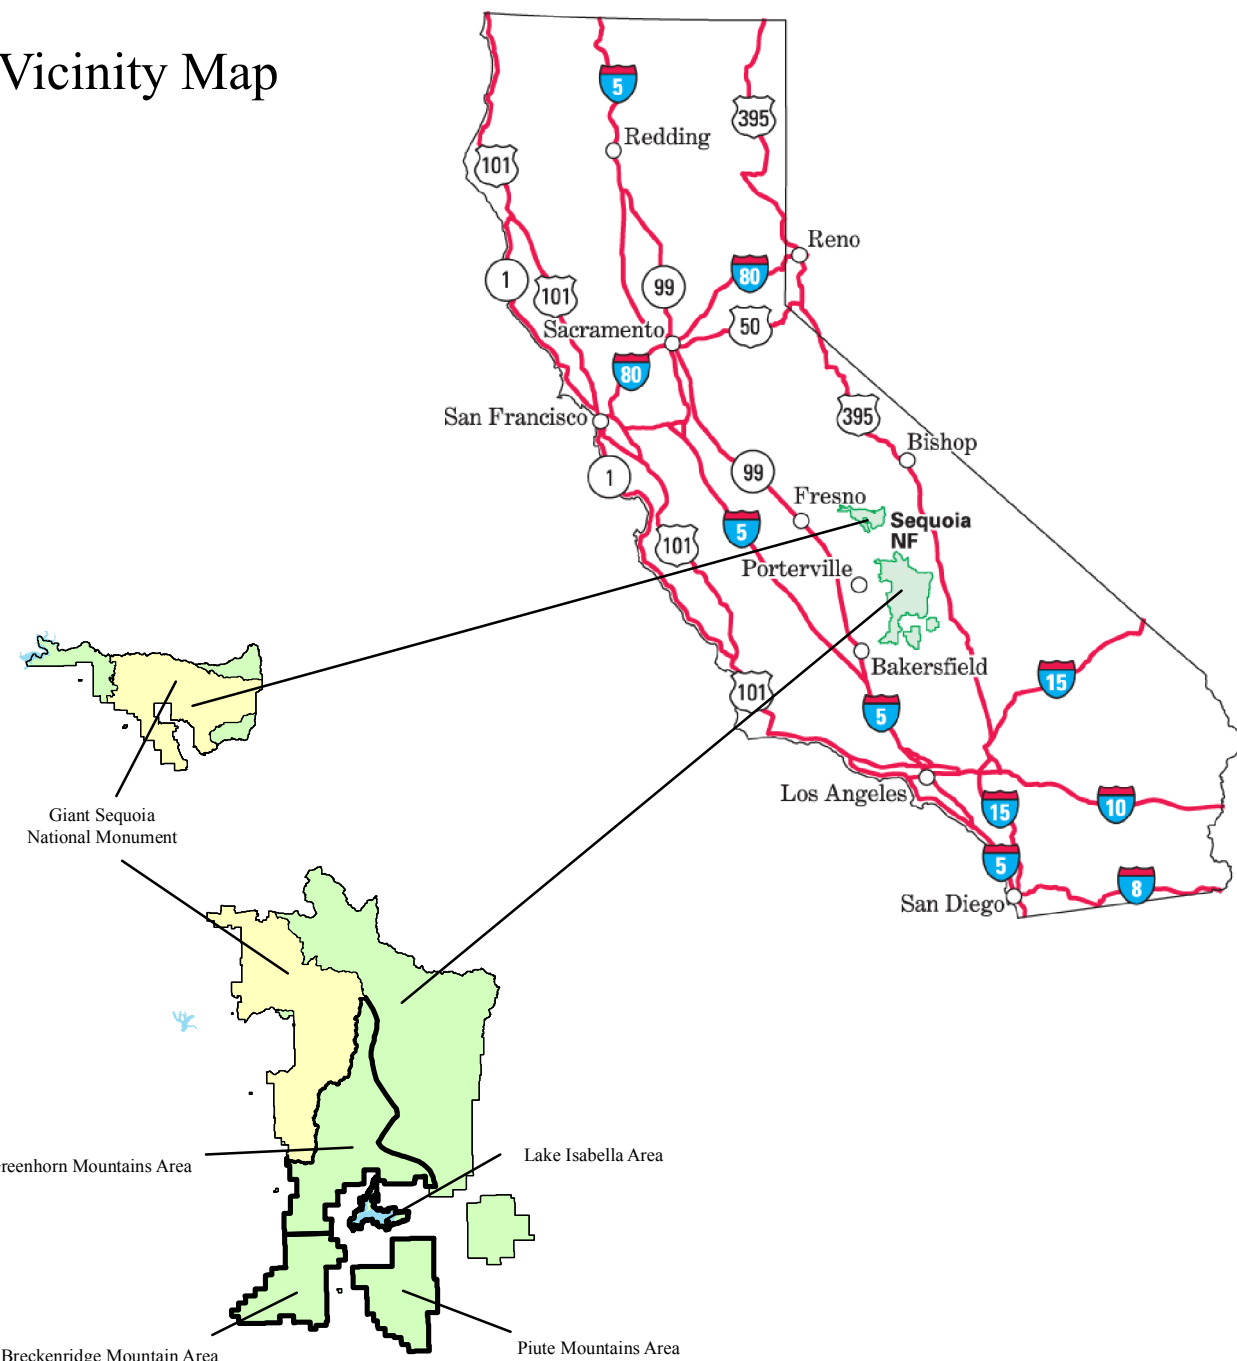 Vicinity Map
5
395
Redding
101
Reno
1
101
99
80
50
Sacramento
80
395
San Francisco
Bishop
1
99
Fresno
Sequoia
NF
5
101
Porterville
Bakersfield
101
15
5
Los Angeles
15
10
5
8
San Diego
Giant Sequoia
National Monument
reenhorn Mountains Area
Lake Isabella Area
Breckenridge Mountain Area
Piute Mountains Area